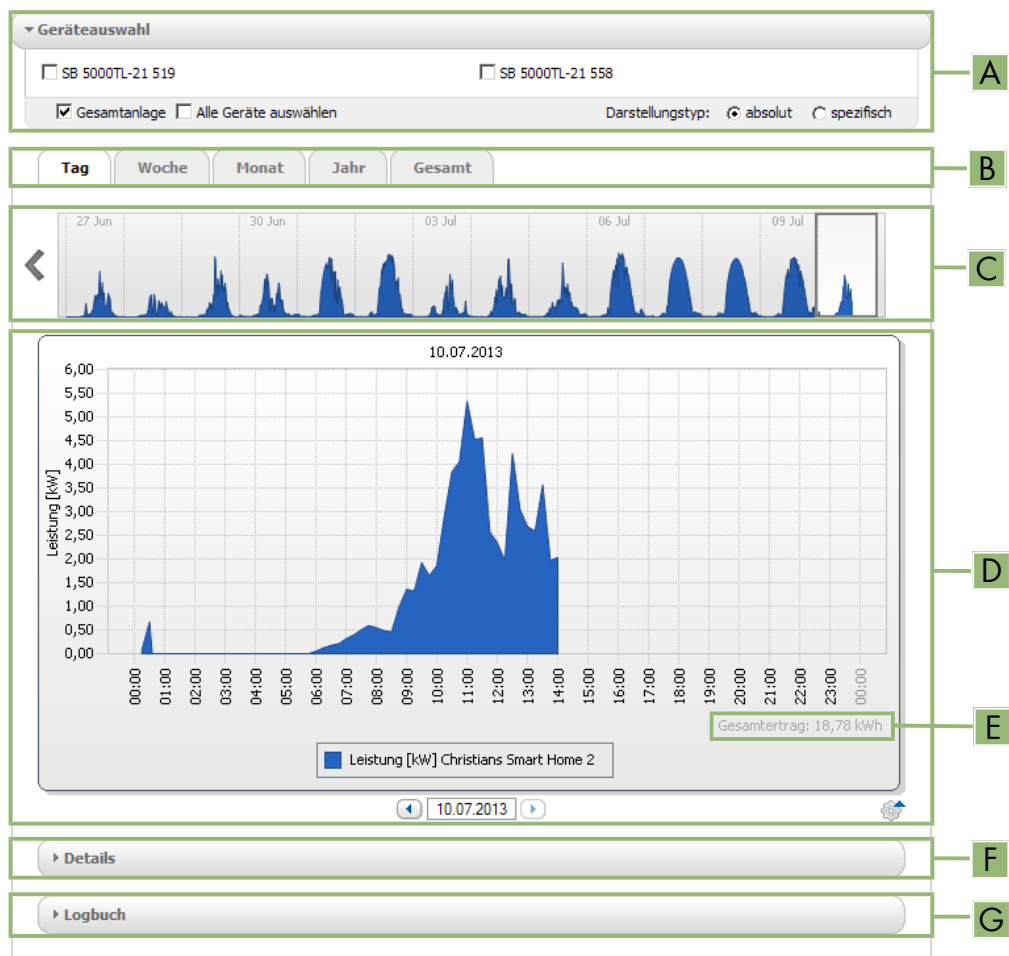 Geräteauswahl
A
SB 5000TL-21 519 SB 5000TL-21 558
Gesamtanlage Alle Geräte auswählen Darstellungstyp: absolut spezifisch
Tag Woche Monat Jahr Gesamt
B
27 Jun 30 Jun 03 Jul 06 Jul 09 Jul
C
10.07.2013
6,00
5,50
5,00
4,50
4,00
3,50
3,00
2,50
2,00
1,50
1,00
0,50
0,00
Leistung [kW]
D
00:00 01:00 02:00 03:00 04:00 05:00 06:00 07:00 08:00 09:00 10:00 11:00 12:00 13:00 14:00 15:00 16:00 17:00 18:00 19:00 20:00 21:00 22:00 23:00 00:00
Gesamtertrag: 18,78 kWh
E
Leistung [kW] Christians Smart Home 2
10.07.2013
Details
F
Logbuch
G